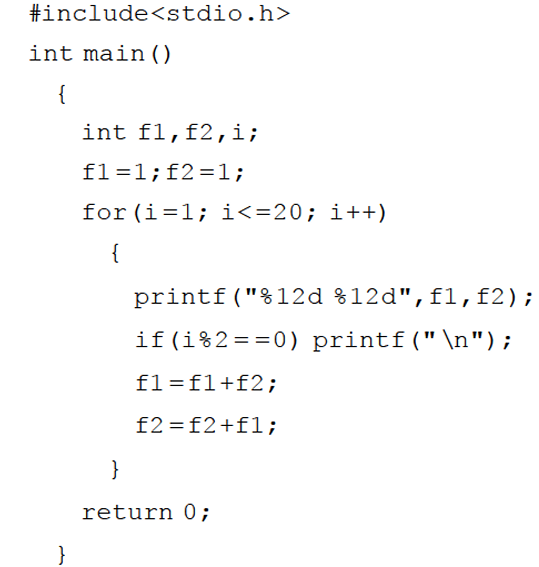 #include<stdio.h>
int main()
{
int f1,f2,i;
f1=1;f2=1;
for(i=1; i<=20; i++)
{
printf("%12d %12d",f1,f2);
if(i%2==0) printf("\n");
f1=f1+f2;
f2=f2+f1;
}
return 0;
}